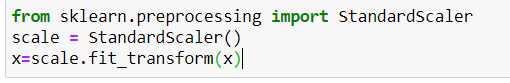 from sklearn.preprocessing import StandardScaler
scale = StandardScaler()
x=scale.fit_transform(x)